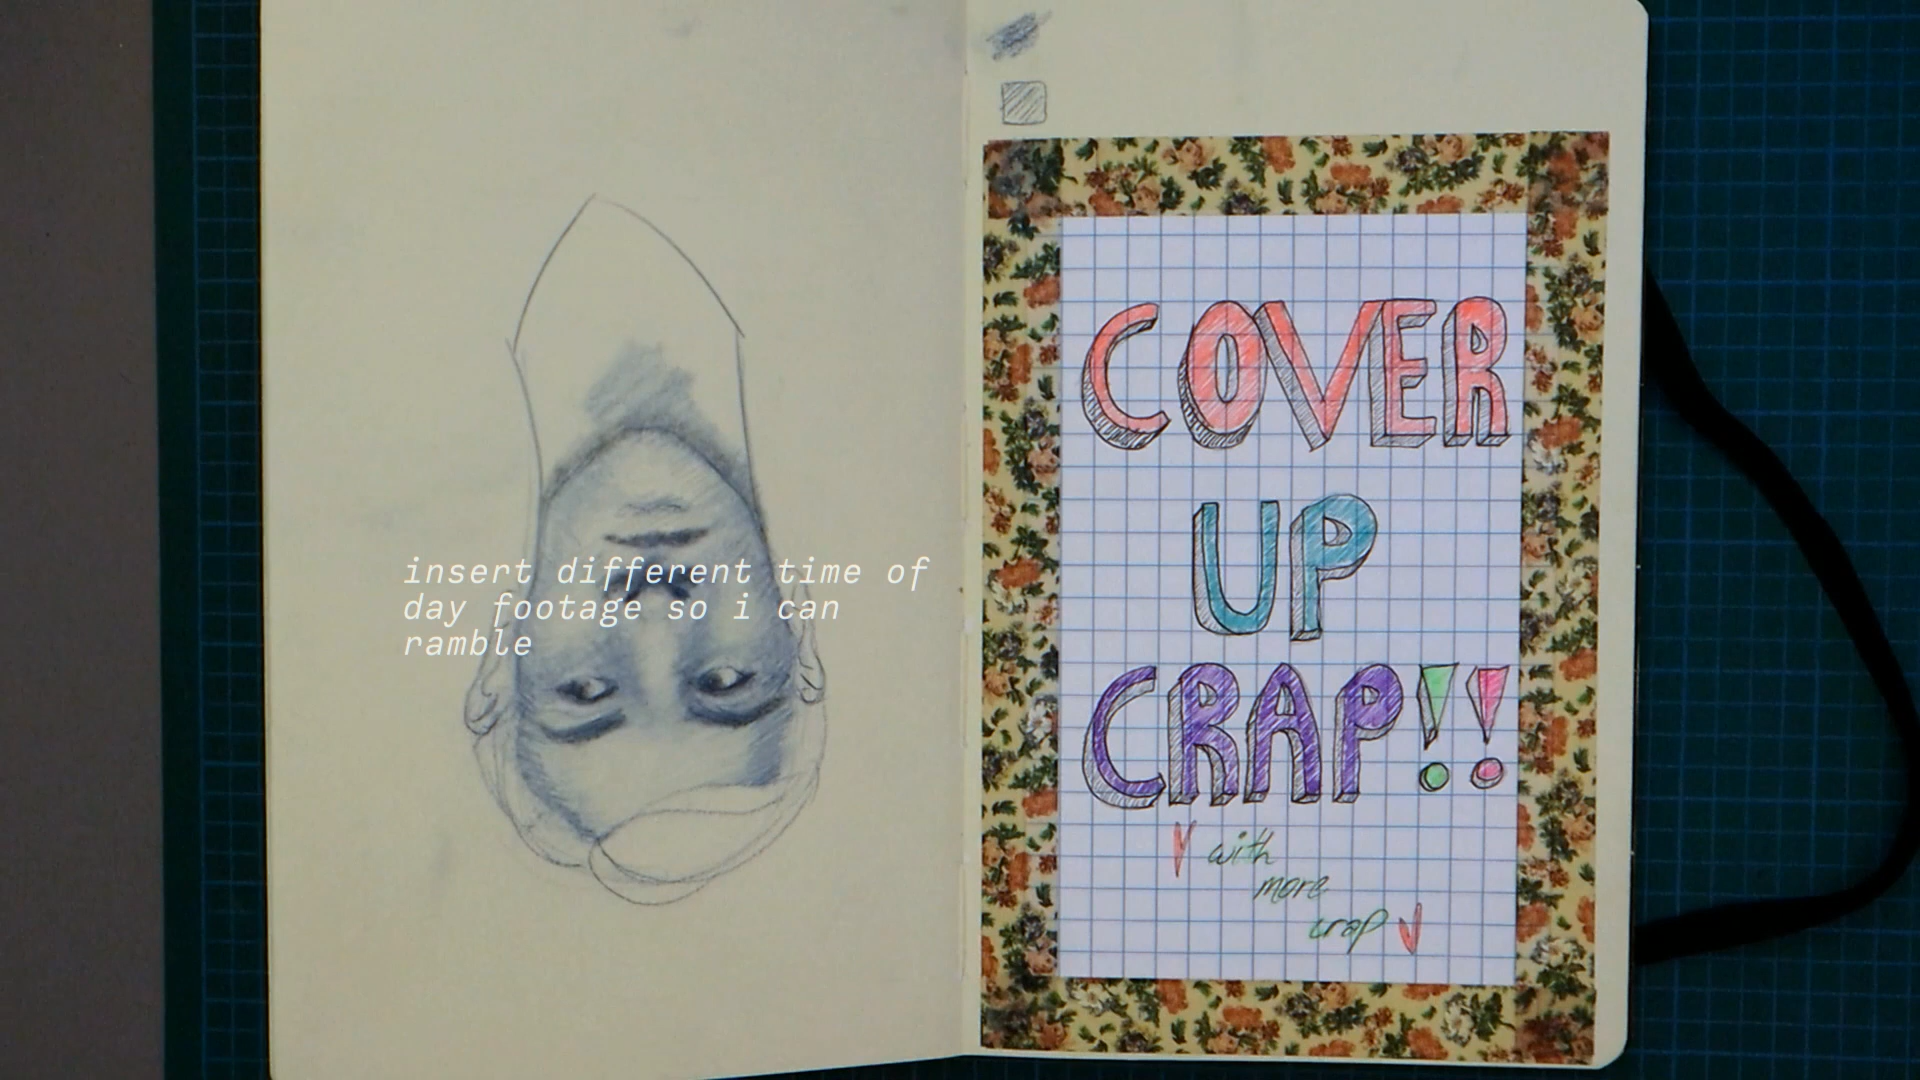 insert different time of
day footage so i can
ramble
COVER
UP
CRAP!!
with
more
crap